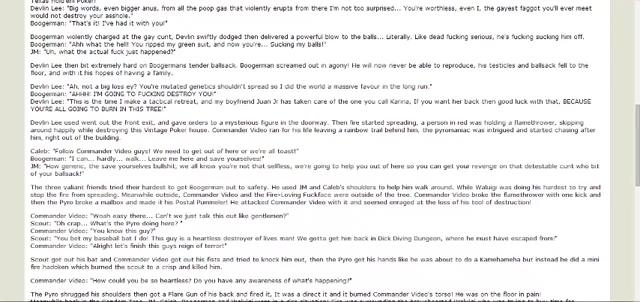 Texas Holdem Poker!
Devlin Lee: "Big words, even bigger anus, from all the poop gas that violently erupts from there I'm not too surprised... You're worthless, even I, the gayest faggot you'll ever meet
would not destroy your asshole."
Boogerman: "That's it! I've had it with you!"
Boogerman violently charged at the gay cunt, Devlin swiftly dodged then delivered a powerful blow to the balls... Literally. Like dead fucking serious, he's fucking sucking him off.
Boogerman: "Ahh what the hell! You ripped my green suit, and now you're... Sucking my balls!"
JM: "Uh, what the actual fuck just happened?"
Devlin Lee then bit extremely hard on Boogermans tender ballsack. Boogerman screamed out in agony! He will now never be able to reproduce, his testicles and ballsack fell to the
floor, and with it his hopes of having a family.
Devlin Lee: "Ah, not a big loss ey? You're mutated genetics shouldn't spread so I did the world a massive favour in the long run."
Boogerman: "AHHH! I'M GOING TO FUCKING DESTROY YOU!"
Devlin Lee: "This is the time I make a tactical retreat, and my boyfriend Juan Jr has taken care of the one you call Karina, If you want her back then good luck with that, BECAUSE
YOU'RE ALL GOING TO BURN IN THIS TREE!"
Devlin Lee used went out the front exit, and gave orders to a mysterious figure in the doorway. Then fire started spreading, a person in red was holding a flamethrower, skipping
around happily while destroying this Vintage Poker house. Commander Video ran for his life leaving a rainbow trail behind him, the pyromaniac was intrigued and started chasing after
him, right out of the building.
Caleb: "Follow Commander Video guys! We need to get out of here or we're all toast!"
Boogerman: "I can... hardly... walk... Leave me here and save yourselves!"
JM: "How generic, the save yourselves bullshit, we all know you're not that selfless, we're going to help you out of here so you can get your revenge on that detestable cunt who bit
of your ballsack!"
The three valiant friends tried their hardest to get Boogerman put to safety. He used JM and Caleb's shoulders to help him walk around. While Waluigi was doing his hardest to try and
stop the fire from spreading. Meanwhile outside, Commander Video and the Fire-Loving Fuckface were outside of the tree. Commander Video broke the flamethrower with one kick and
then the Pyro broke a mailbox and made it his Postal Pummeler! He attacked Commander Video with it and seemed enraged at the loss of his tool of destruction!
Commander Video: "Woah easy there... Can't we just talk this out like gentlemen?"
Scout: "Oh crap... What's the Pyro doing here? "
Commander Video: "You know this guy?"
Scout: "You bet my baseball bat I do! This guy is a heartless destroyer of lives man! We gotta get him back in Dick Diving Dungeon, where he must have escaped from!"
Commander Video: "Alright let's finish this guys reign of terror!"
Scout got out his bat and Commander Video got out his fists and tried to knock him out, then the Pyro got his hands like he was about to do a Kamehameha but instead he did a mini
fire hadoken which burned the scout to a crisp and killed him.
Commander Video: "How could you be so heartless? Do you have any awareness of what's happening?"
The Pyro shrugged his shoulders then got a Flare Gun of his back and fired it, It was a direct it and it burned Commander Video's torso! He was on the floor in pain!